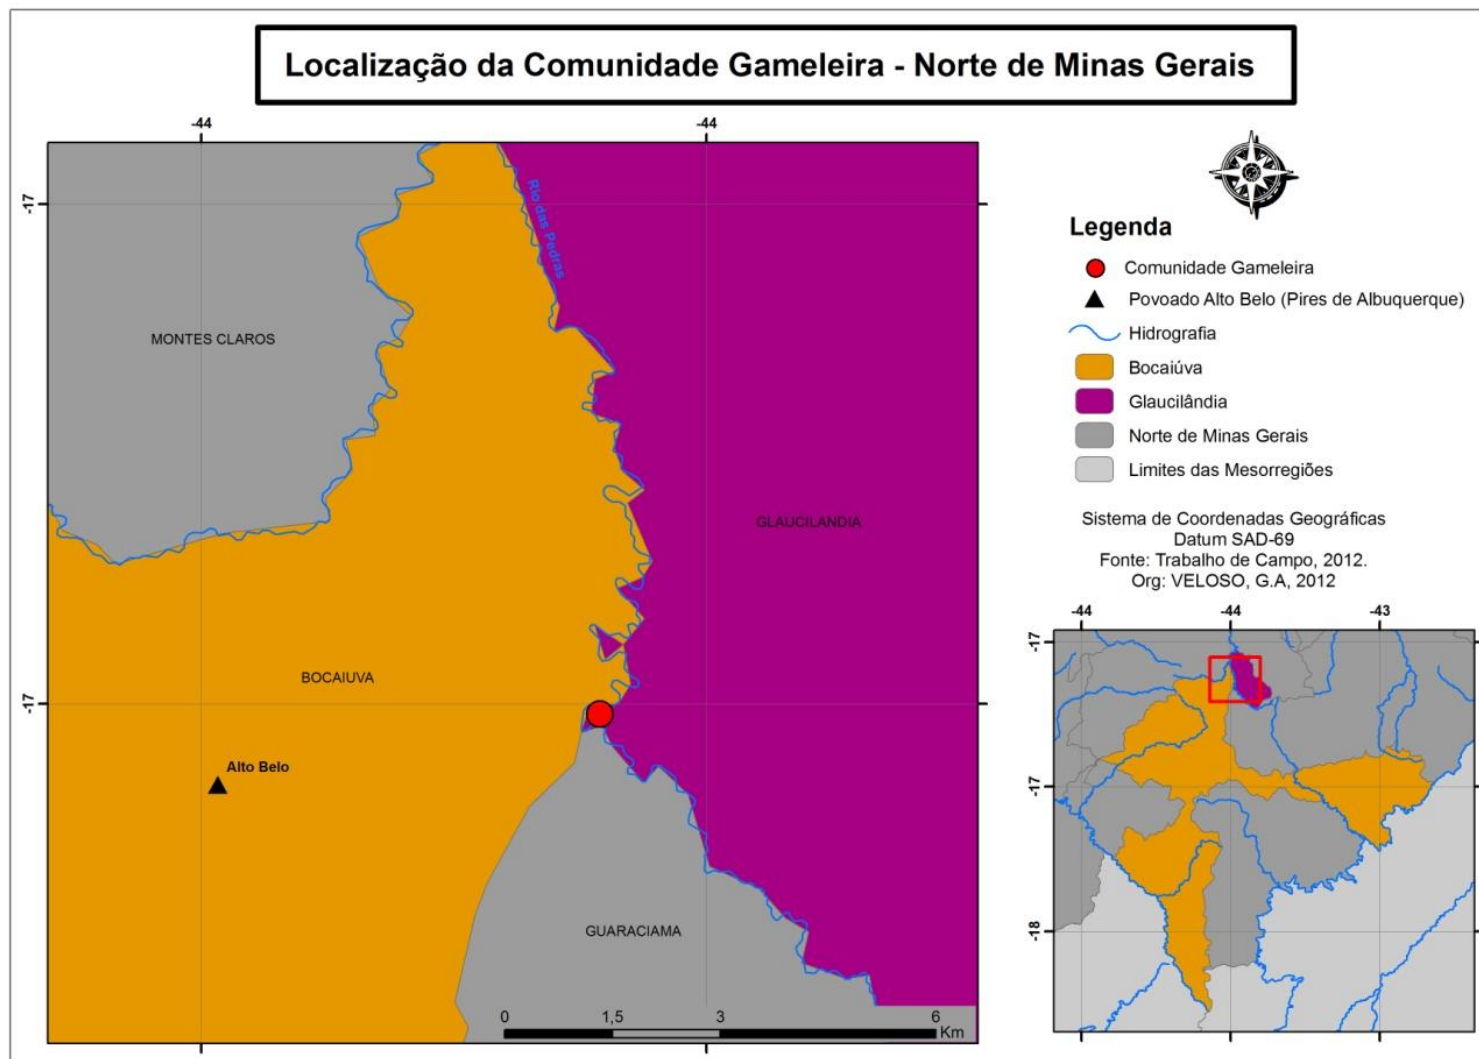 Localização da Comunidade Gameleira - Norte de Minas Gerais
-44
-44
-17
-17
Rio das Pedras
MONTES CLAROS
GLAUCILANDIA
BOCAIUVA
Alto Belo
GUARACIAMA
0
1,5
3
6
Km
Legenda
Comunidade Gameleira
Povoado Alto Belo (Pires de Albuquerque)
Hidrografia
Bocaiúva
Glaucilândia
Norte de Minas Gerais
Limites das Mesorregiões
Sistema de Coordenadas Geográficas
Datum SAD-69
Fonte: Trabalho de Campo, 2012.
Org: VELOSO, G.A, 2012
-44
-44
-43
-17
-17
-18